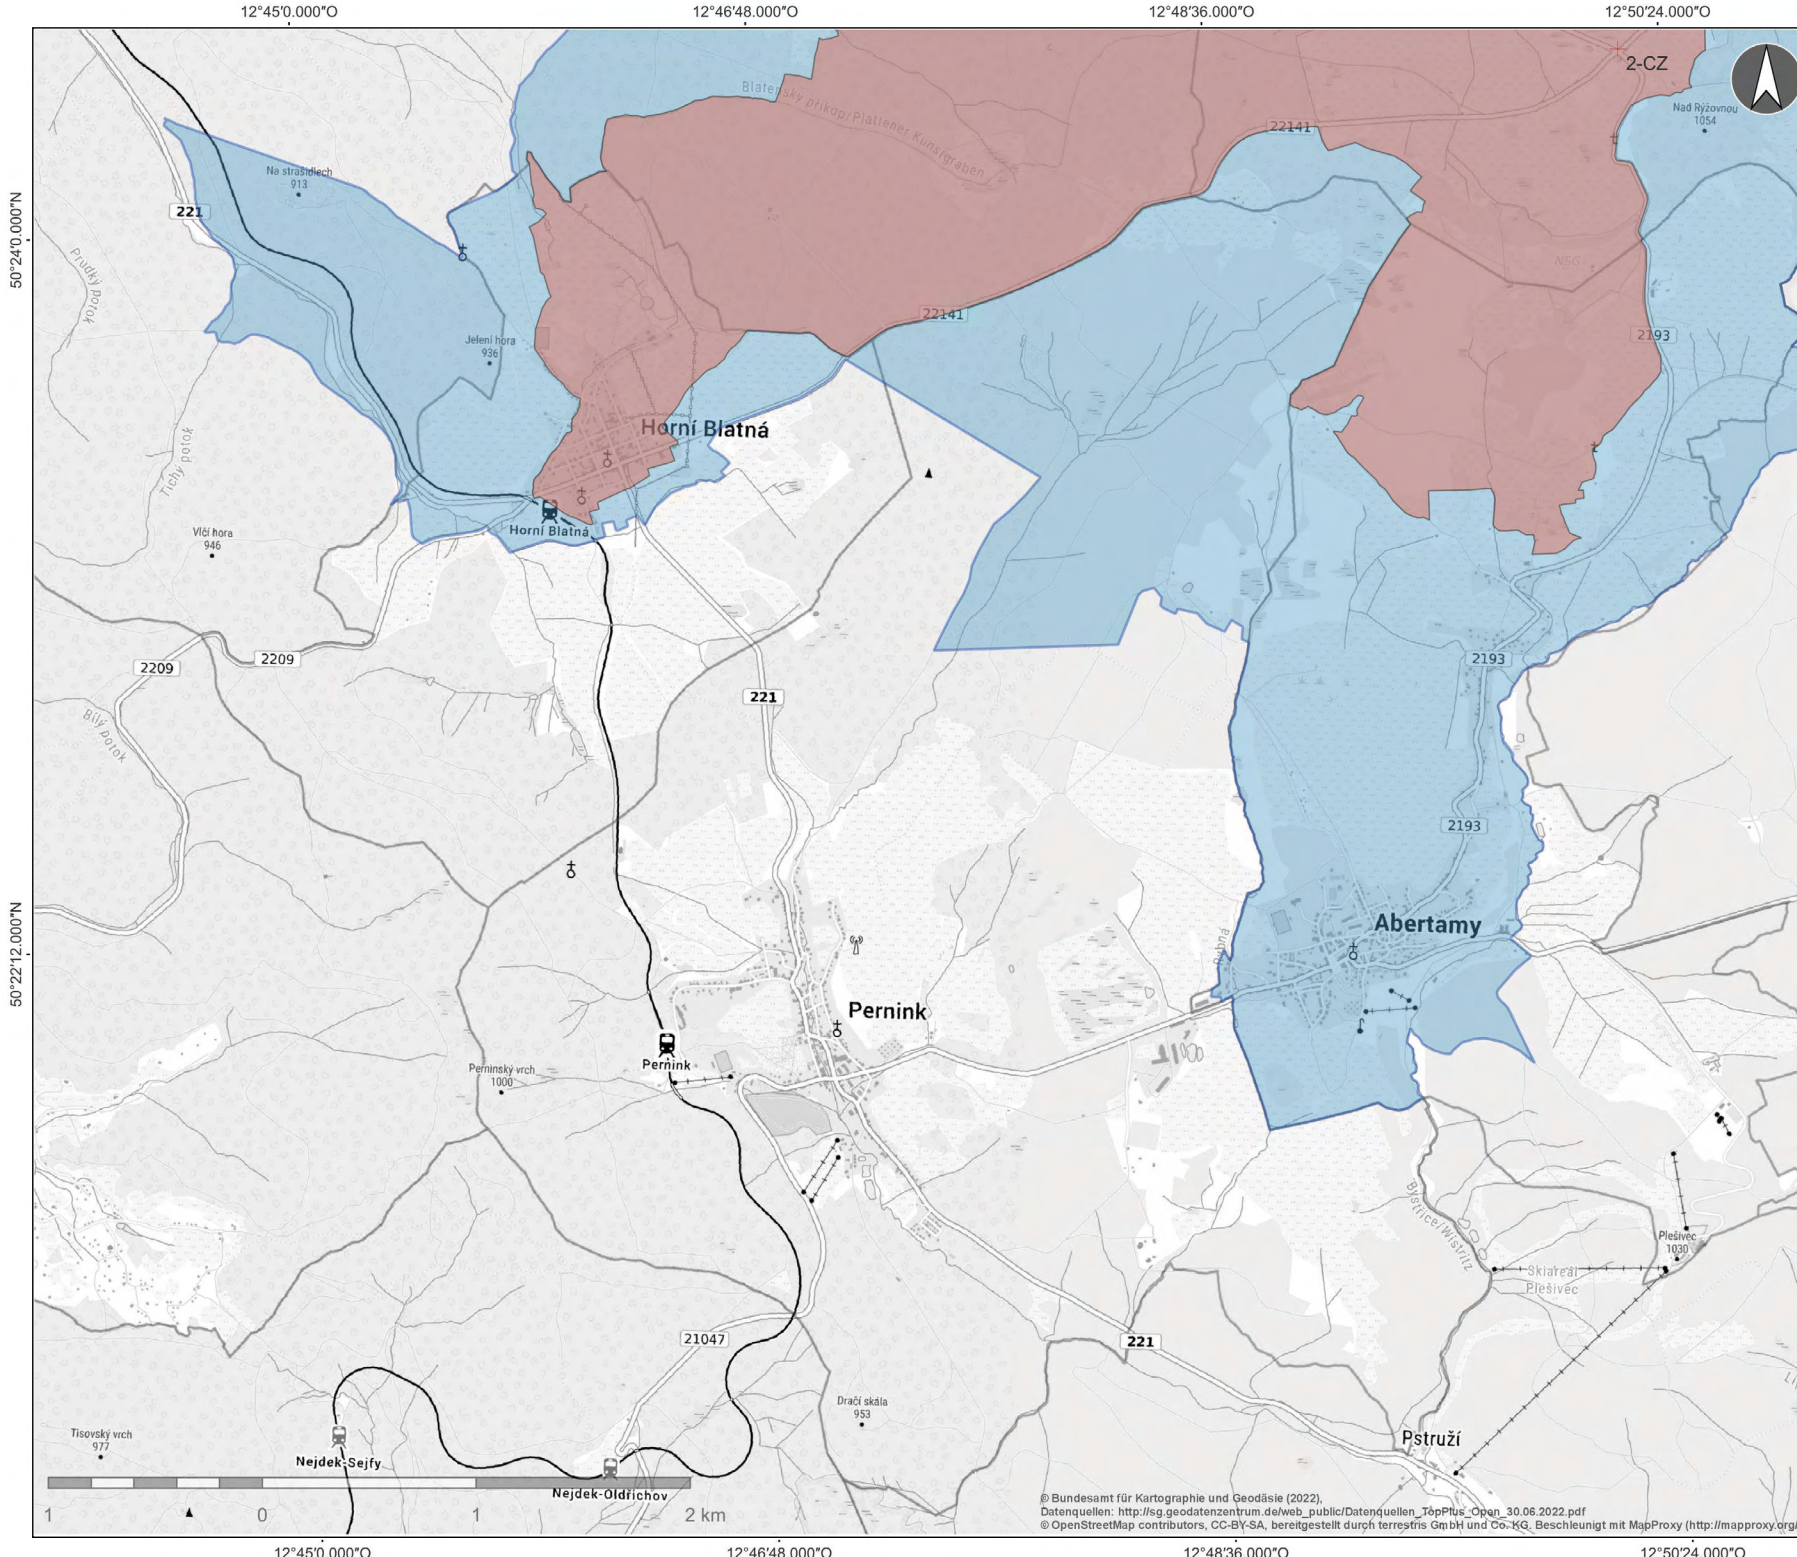 12°45'0.000"O
12°46'48.000"O
12°48'36.000"O
12°50'24.000"O
2-CZ
Blatenský příkop/Plattener Kunstgraben
Nad Rýžovnou
1054
22141
Na strašidlech
913
221
50°24'0.000"N
Prudký potok
NSG
22141
2193
Jelení hora
936
Horní Blatná
Tichý potok
Horní Blatná
Vlčí hora
946
2209
2209
2193
221
Bílý potok
2193
Abertamy
50°22'12.000"N
Pernink
Pernink
Perninský vrch
1000
Bystřice/Wistritz
Plešivec
1030
Skiareál
Plešivec
21047
221
Dračí skála
953
Tisovský vrch
977
Pstruží
Nejdek-Sejfy
Nejdek-Oldřichov
1 0 1 2 km
© Bundesamt für Kartographie und Geodäsie (2022),
Datenquellen: http://sg.geodatenzentrum.de/web_public/Datenquellen_TopPlus_Open_30.06.2022.pdf
© OpenStreetMap contributors, CC-BY-SA, bereitgestellt durch terrestris GmbH und Co. KG. Beschleunigt mit MapProxy (http://mapproxy.org/
12°45'0.000"O
12°46'48.000"O
12°48'36.000"O
12°50'24.000"O